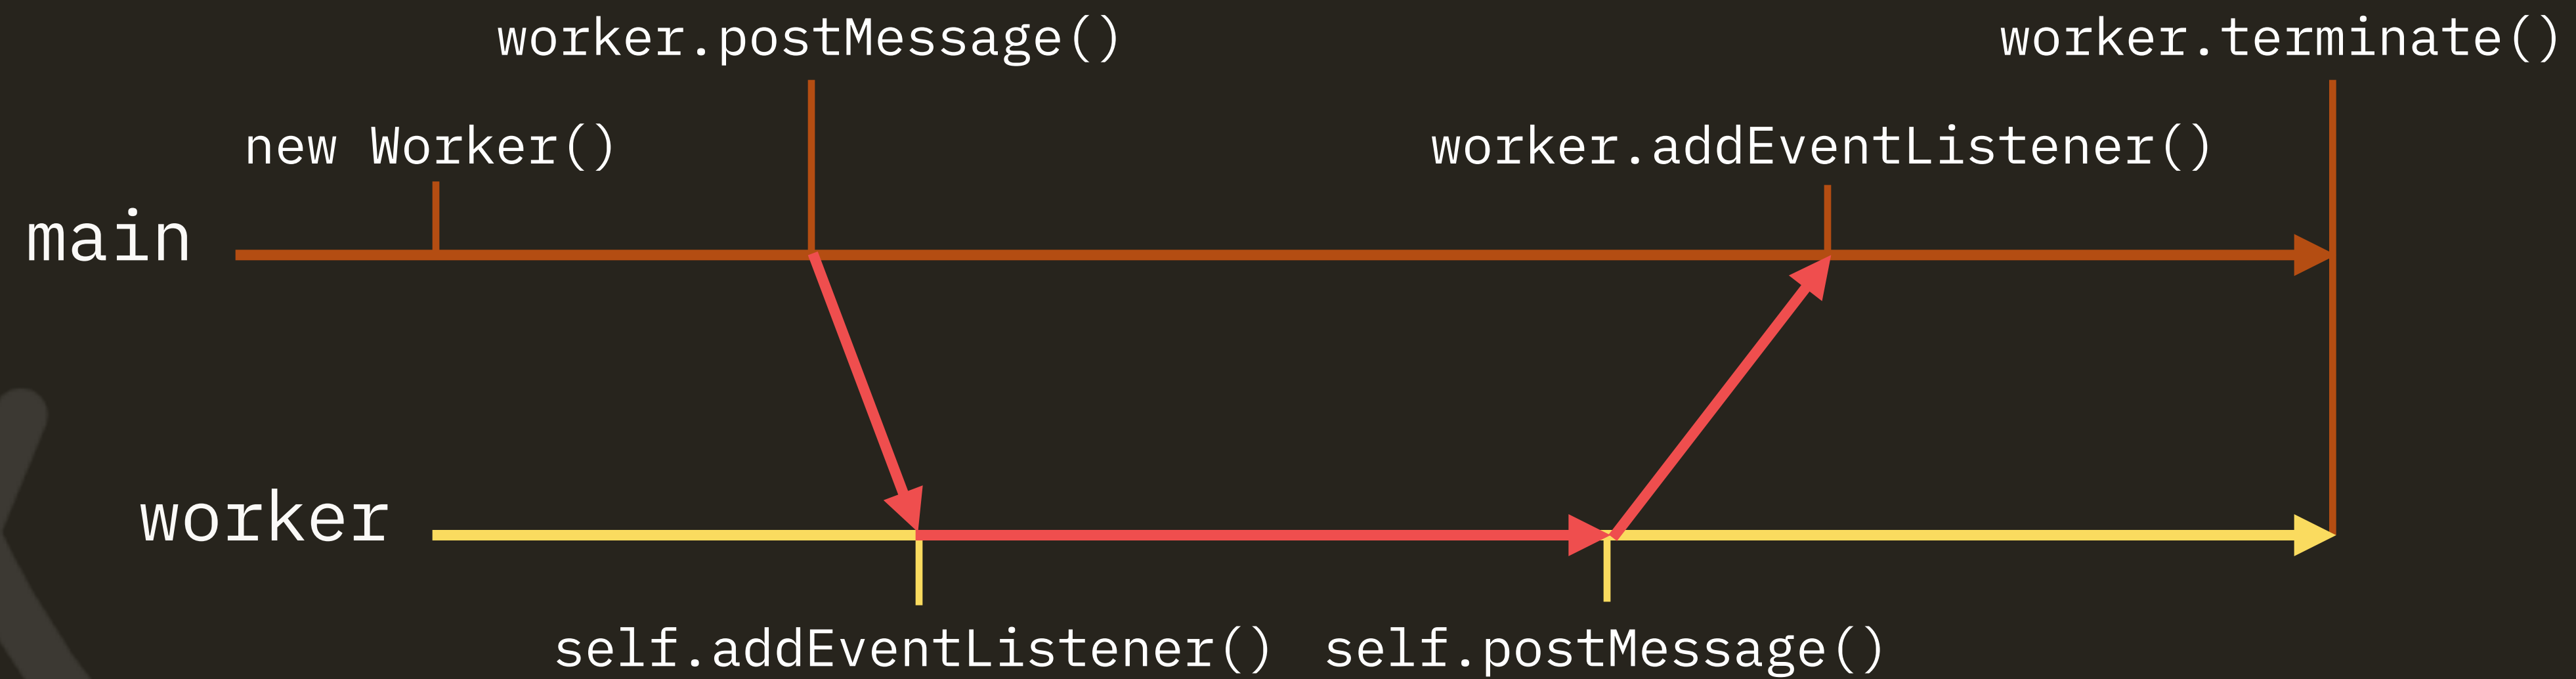 worker.postMessage()
worker.terminate()
new Worker()
worker.addEventListener()
main
worker
self.addEventListener()
self.postMessage()